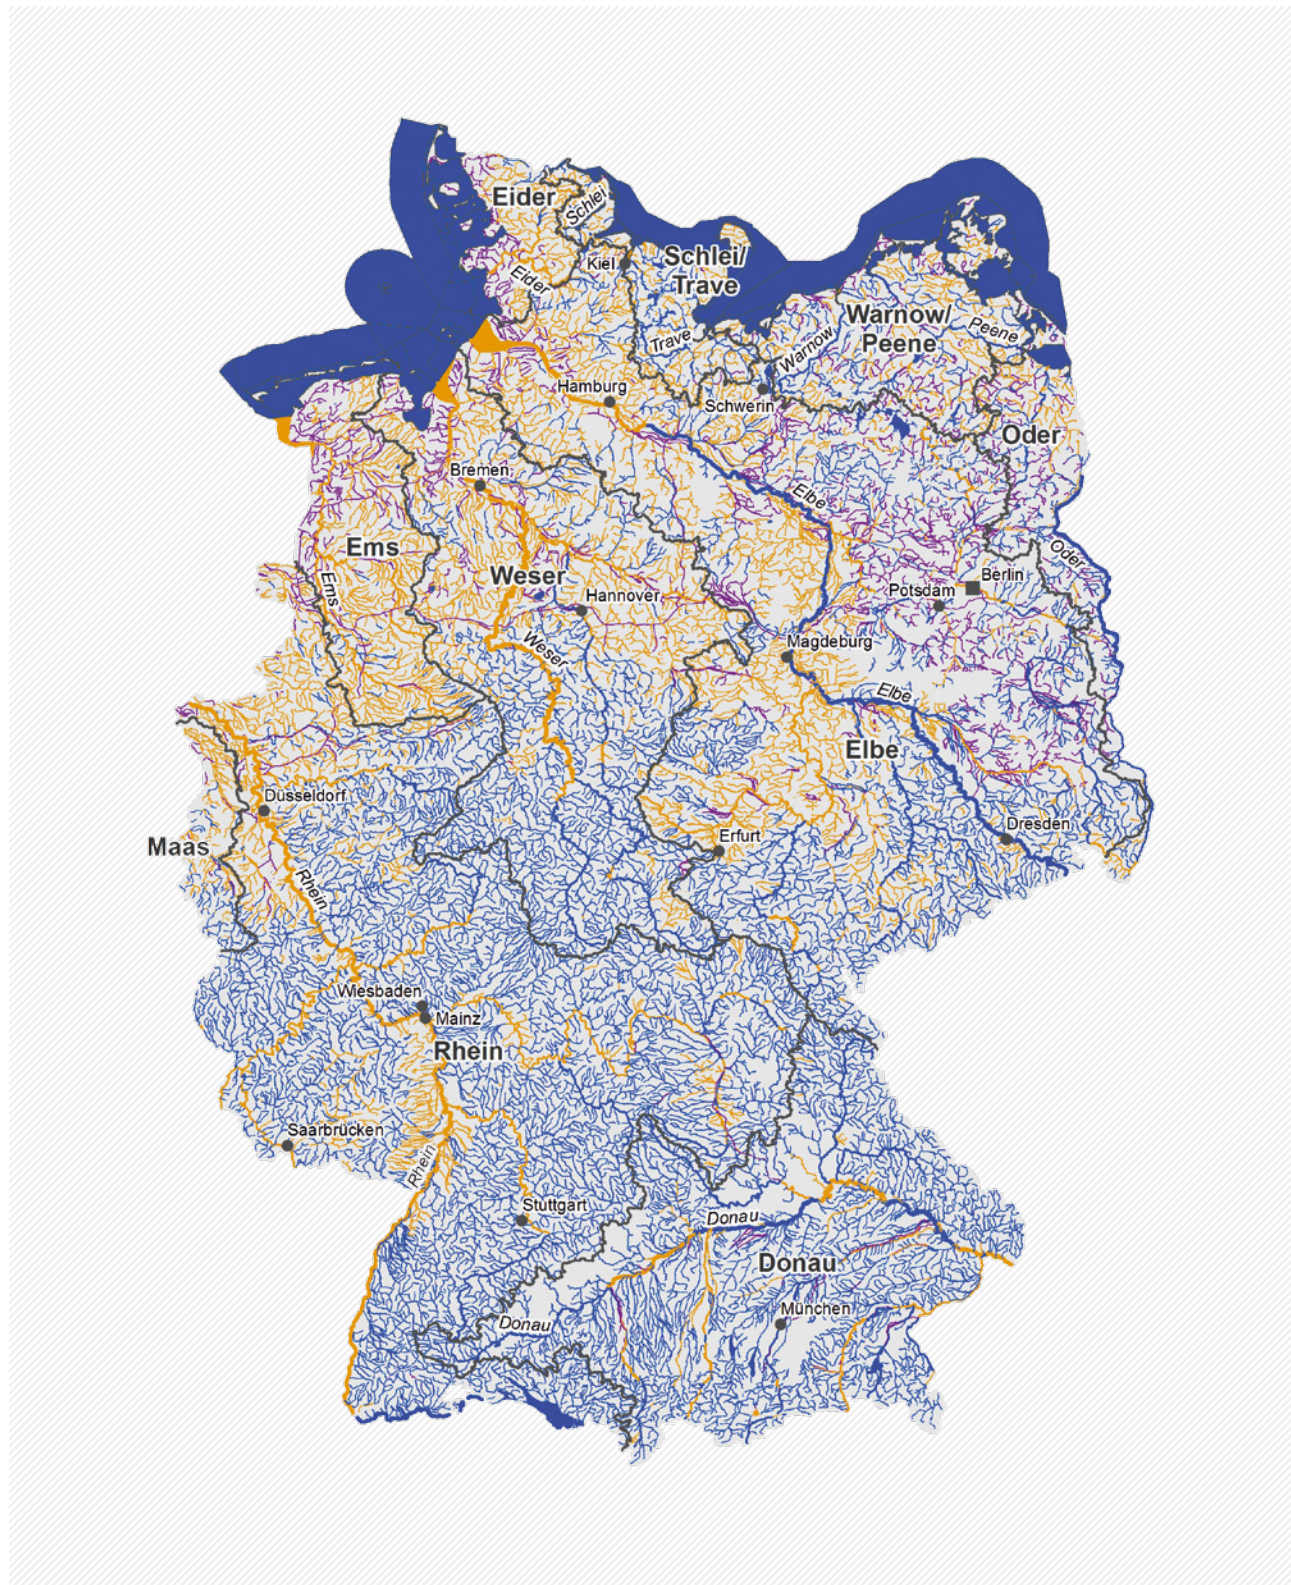 Eider
Schlei
Kiel
Schlei/
Trave
Eider
Warnow/
Peene
Peene
Trave
Warnow
Hamburg
Schwerin
Oder
Bremen
Elbe
Ems
Oder
Weser
Berlin
Ems
Hannover
Potsdam
Weser
Magdeburg
Elbe
Elbe
Düsseldorf
Dresden
Erfurt
Maas
Rhein
Wiesbaden
Mainz
Rhein
Saarbrücken
Rhein
Stuttgart
Donau
Donau
München
Donau